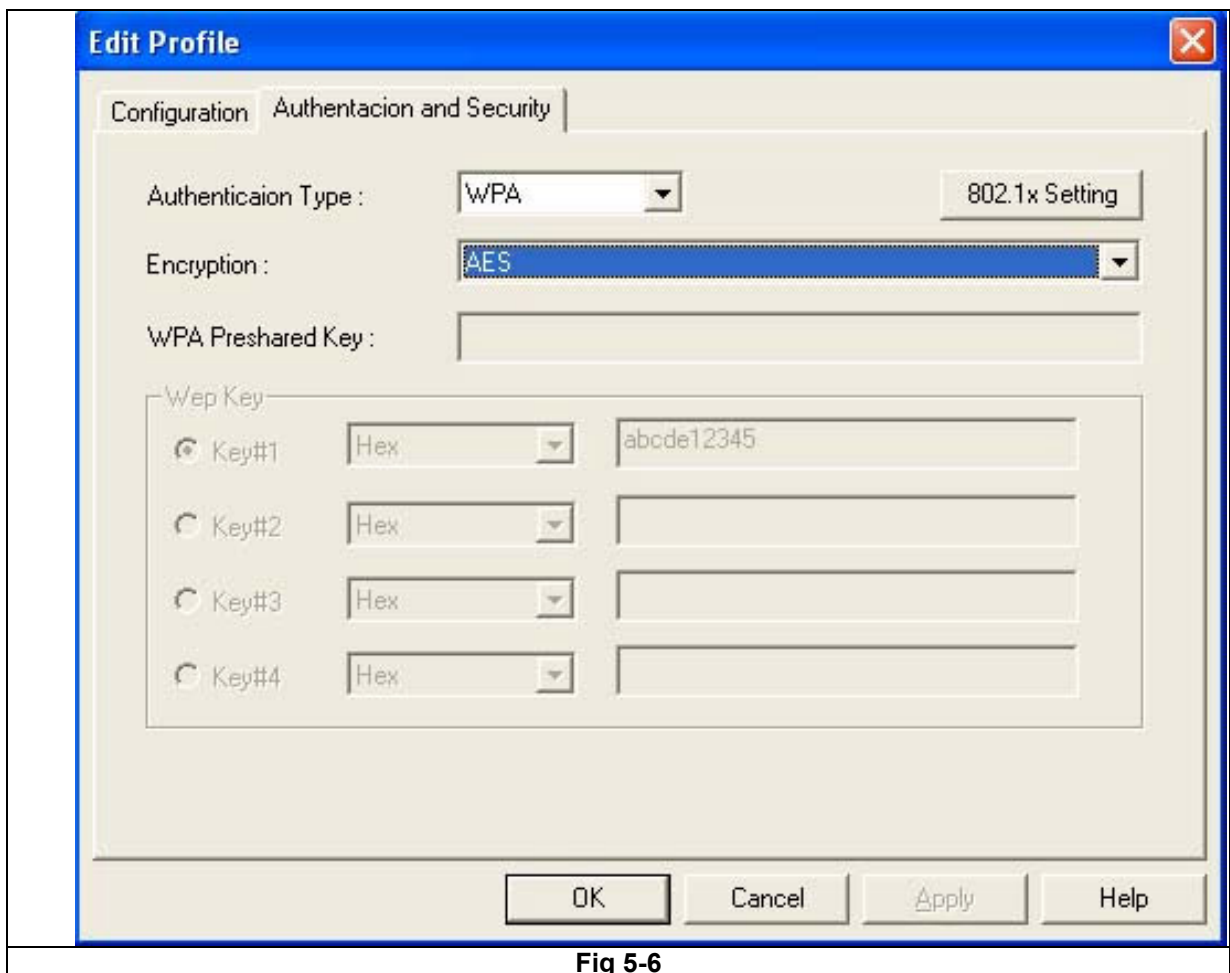 Edit Profile
Configuration Authentacion and Security
Authenticaion Type : WPA 802.1x Setting
Encryption : AES
WPA Preshared Key :
Wep Key
Key#1 Hex abcde12345
Key#2 Hex
Key#3 Hex
Key#4 Hex
OK Cancel Apply Help
Fig 5-6